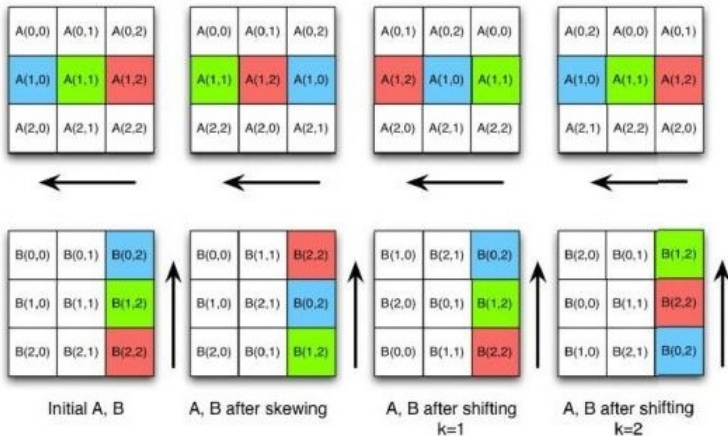 A(0,0) A(0,1) A(0,2) A(0,0) A(0,1) A(0,2) A(0,1) A(0,2) A(0,0) A(0,2) A(0,0) A(0,1)
A(1,0) A(1,1) A(1,2) A(1,1) A(1,2) A(1,0) A(1,2) A(1,0) A(1,1) A(1,0) A(1,1) A(1,2)
A(2,0) A(2,1) A(2,2) A(2,2) A(2,0) A(2,1) A(2,0) A(2,1) A(2,2) A(2,1) A(2,2) A(2,0)
B(0,0) B(0,1) B(0,2) B(0,0) B(1,1) B(2,2) B(1,0) B(2,1) B(0,2) B(2,0) B(0,1) B(1,2)
B(1,0) B(1,1) B(1,2) B(1,0) B(2,1) B(0,2) B(2,0) B(0,1) B(1,2) B(0,0) B(1,1) B(2,2)
B(2,0) B(2,1) B(2,2) B(2,0) B(0,1) B(1,2) B(0,0) B(1,1) B(2,2) B(1,0) B(2,1) B(0,2)
Initial A, B A, B after skewing A, B after shifting A, B after shifting
k=1 k=2